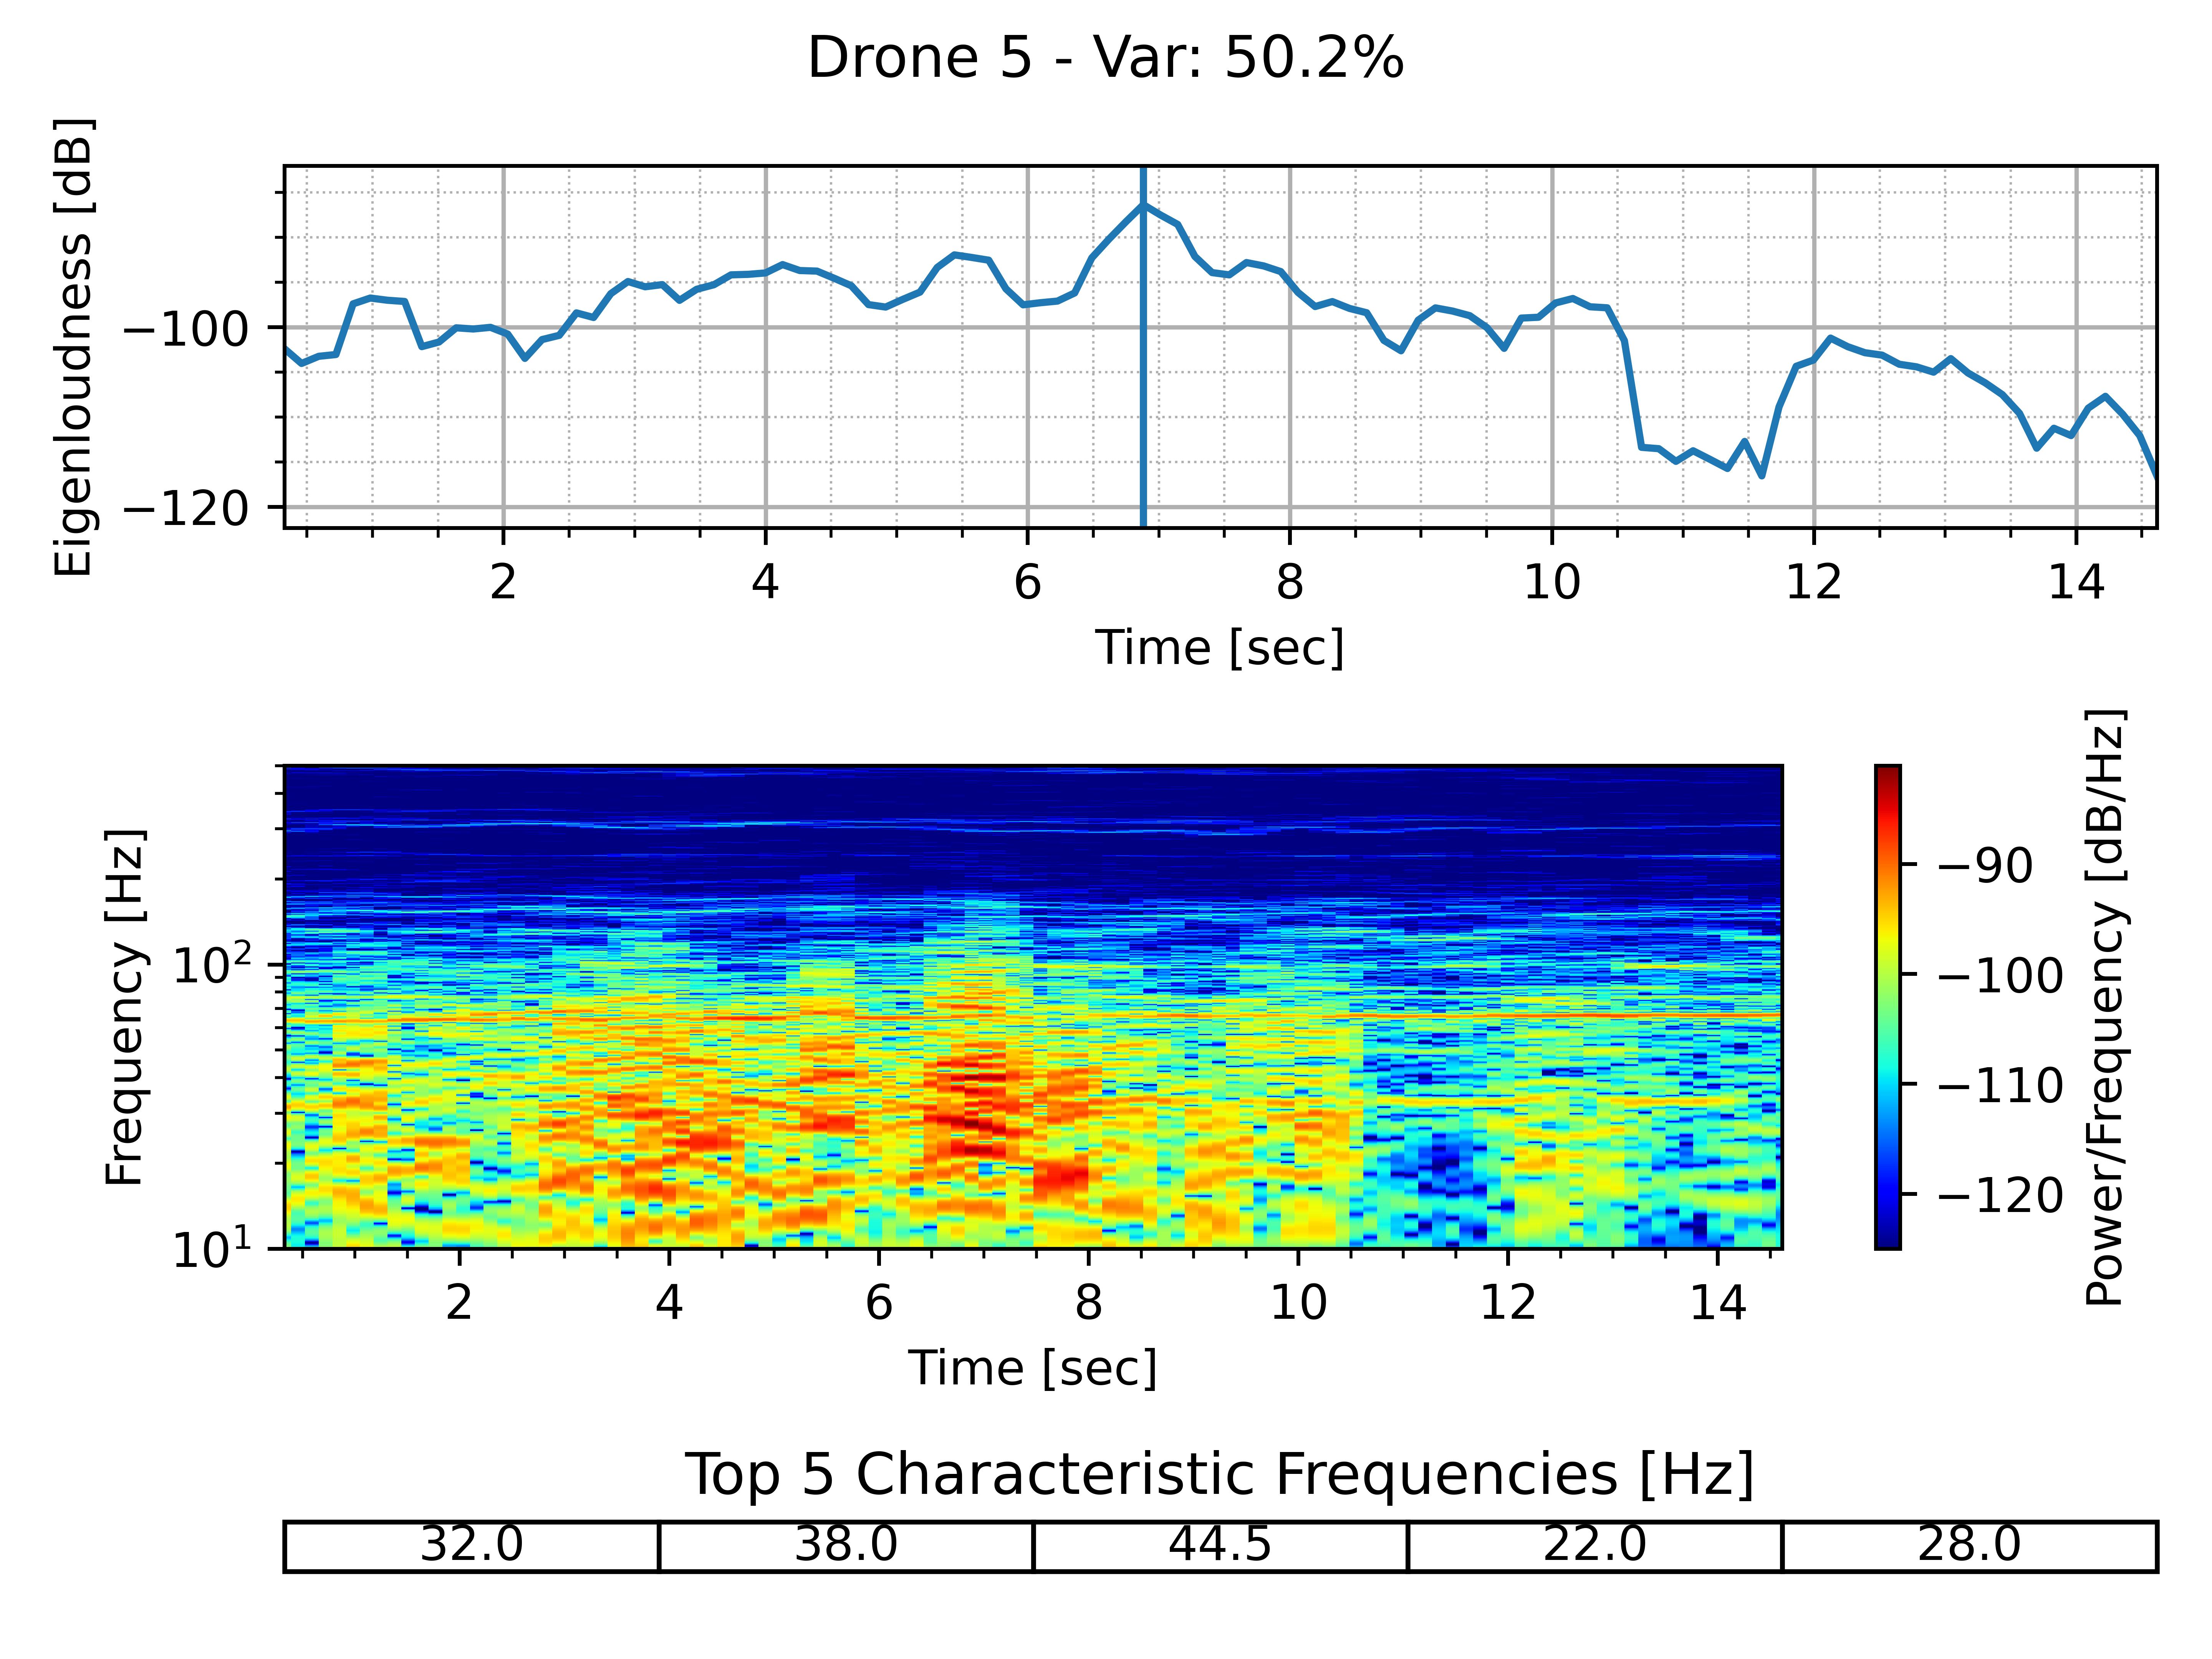 Drone 5 - Var: 50.2%
Eigenloudness [dB]
−100
−120
2 4 6 8 10 12 14
Time [sec]
Frequency [Hz]
10²
10¹
2 4 6 8 10 12 14
Time [sec]
−90
−100
−110
−120
Power/Frequency [dB/Hz]
Top 5 Characteristic Frequencies [Hz]
32.0 38.0 44.5 22.0 28.0